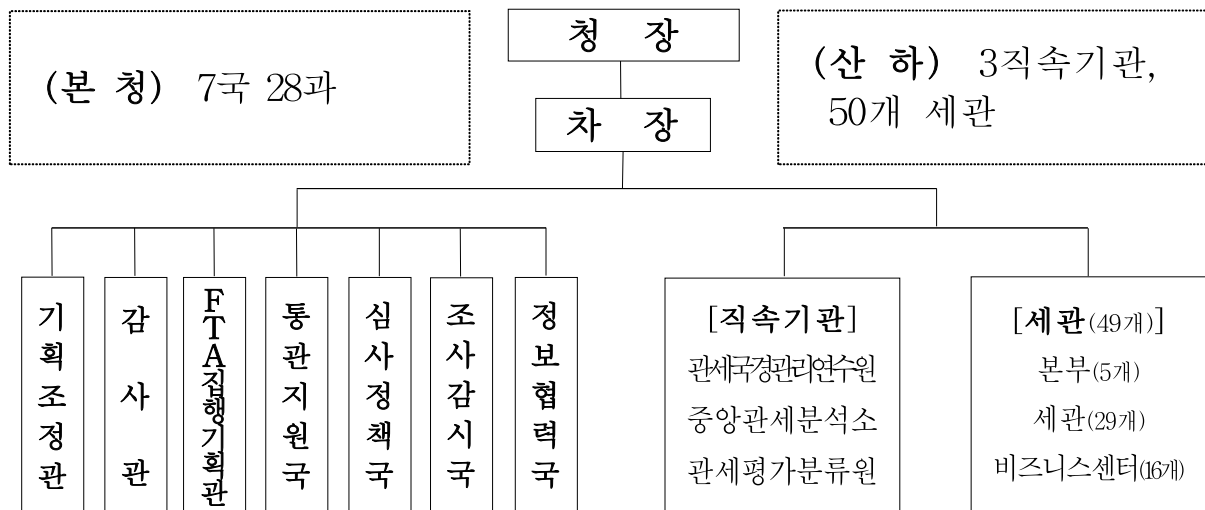 청 장
(본 청) 7국 28과
(산 하) 3직속기관,
50개 세관
차 장
기획조정관
감사관
FTA집행기획관
통관지원국
심사정책국
조사감시국
정보협력국
[직속기관]
관세국경관리연수원
중앙관세분석소
관세평가분류원
[세관(49개)]
본부(5개)
세관(29개)
비즈니스센터(16개)